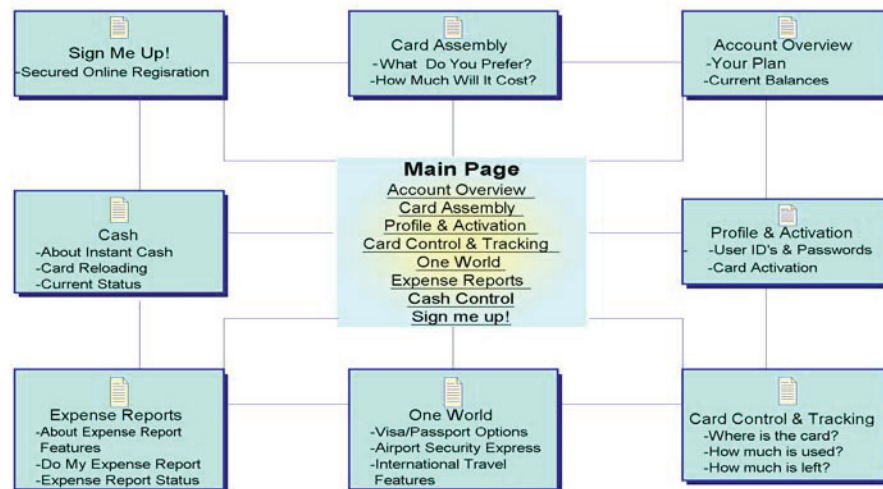 Sign Me Up!
-Secured Online Regisration
Card Assembly
-What Do You Prefer?
-How Much Will It Cost?
Account Overview
-Your Plan
-Current Balances
Main Page
Account Overview
Card Assembly
Profile & Activation
Card Control & Tracking
One World
Expense Reports
Cash Control
Sign me up!
Cash
-About Instant Cash
-Card Reloading
-Current Status
Profile & Activation
-User ID's & Passwords
-Card Activation
Expense Reports
-About Expense Report
Features
-Do My Expense Report
-Expense Report Status
One World
-Visa/Passport Options
-Airport Security Express
-International Travel
Features
Card Control & Tracking
-Where is the card?
-How much is used?
-How much is left?